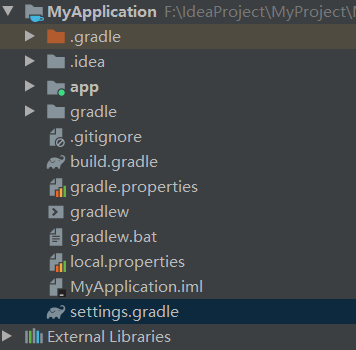 MyApplication F:\IdeaProject\MyProject\
.gradle
.idea
app
gradle
.gitignore
build.gradle
gradle.properties
gradlew
gradlew.bat
local.properties
MyApplication.iml
settings.gradle
External Libraries